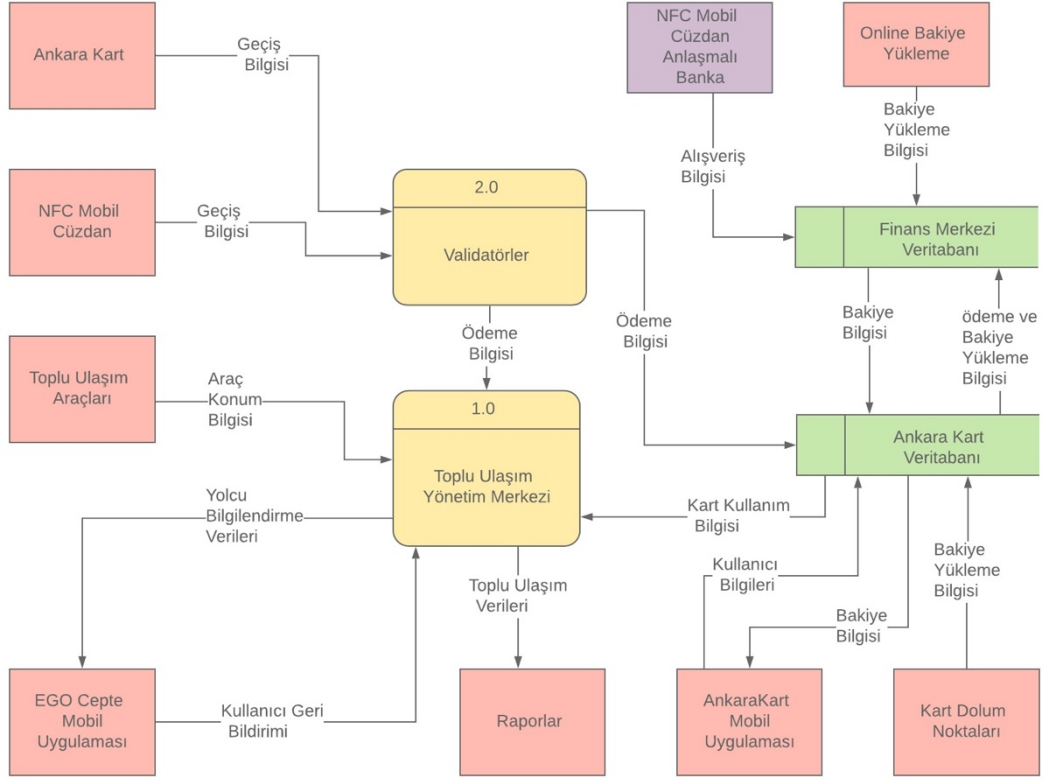 Ankara Kart
Geçiş
Bilgisi
NFC Mobil
Cüzdan
Anlaşmalı
Banka
Online Bakiye
Yükleme
Bakiye
Yükleme
Bilgisi
Alışveriş
Bilgisi
NFC Mobil
Cüzdan
Geçiş
Bilgisi
2.0
Validatörler
Finans Merkezi
Veritabanı
Ödeme
Bilgisi
Ödeme
Bilgisi
Bakiye
Bilgisi
ödeme ve
Bakiye
Yükleme
Bilgisi
Toplu Ulaşım
Araçları
Araç
Konum
Bilgisi
1.0
Toplu Ulaşım
Yönetim Merkezi
Ankara Kart
Veritabanı
Yolcu
Bilgilendirme
Verileri
Kart Kullanım
Bilgisi
Toplu Ulaşım
Verileri
Kullanıcı
Bilgileri
Bakiye
Bilgisi
Bakiye
Yükleme
Bilgisi
EGO Cepte
Mobil
Uygulaması
Kullanıcı Geri
Bildirimi
Raporlar
AnkaraKart
Mobil
Uygulaması
Kart Dolum
Noktaları